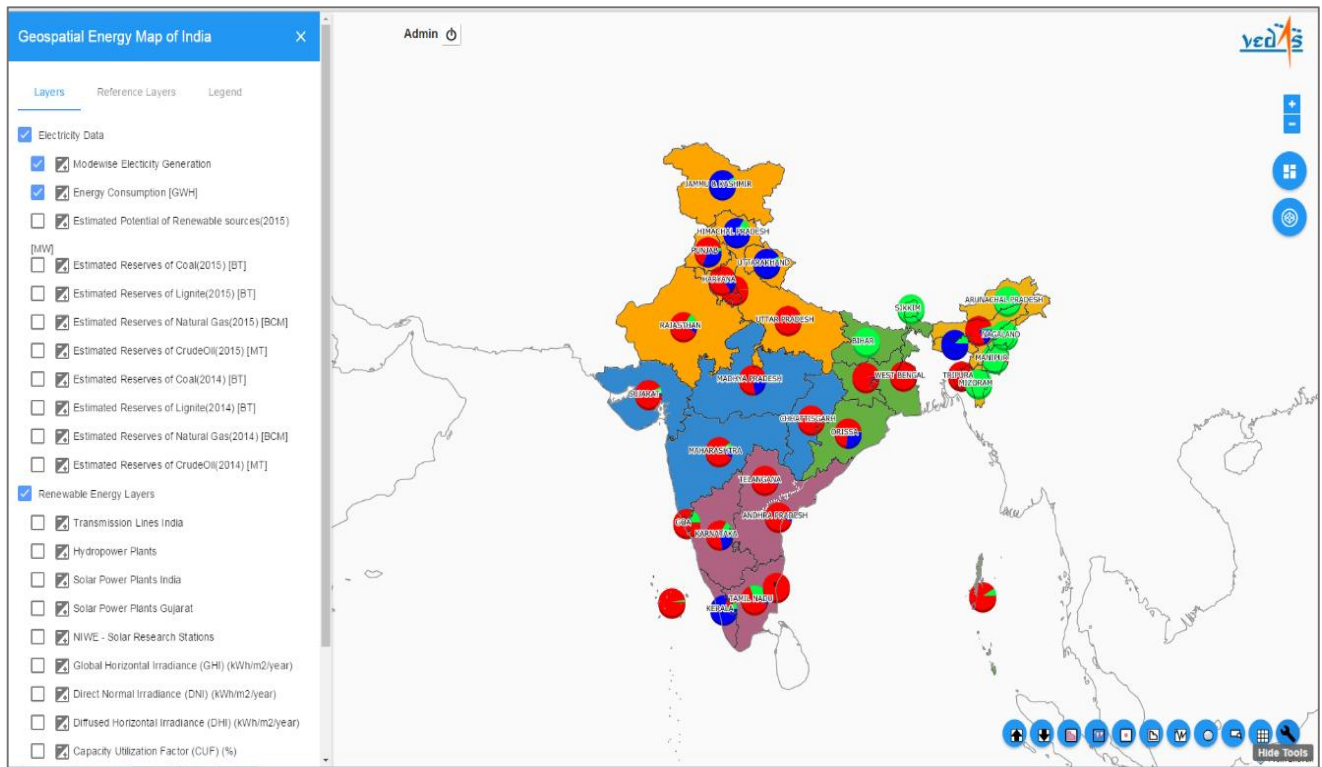 Geospatial Energy Map of India
Admin
vedas
Layers Reference Layers Legend
Electricity Data
Modewise Electicity Generation
Energy Consumption [GWH]
Estimated Potential of Renewable sources(2015)
[MW]
Estimated Reserves of Coal(2015) [BT]
Estimated Reserves of Lignite(2015) [BT]
Estimated Reserves of Natural Gas(2015) [BCM]
Estimated Reserves of CrudeOil(2015) [MT]
Estimated Reserves of Coal(2014) [BT]
Estimated Reserves of Lignite(2014) [BT]
Estimated Reserves of Natural Gas(2014) [BCM]
Estimated Reserves of CrudeOil(2014) [MT]
Renewable Energy Layers
Transmission Lines India
Hydropower Plants
Solar Power Plants India
Solar Power Plants Gujarat
NIWE - Solar Research Stations
Global Horizontal Irradiance (GHI) (kWh/m2/year)
Direct Normal Irradiance (DNI) (kWh/m2/year)
Diffused Horizontal Irradiance (DHI) (kWh/m2/year)
Capacity Utilization Factor (CUF) (%)
JAMMU & KASHMIR
HIMACHAL PRADESH
PUNJAB
UTTARAKHAND
HARYANA
ARUNACHAL PRADESH
SIKKIM
RAJASTHAN
UTTAR PRADESH
NAGALAND
BIHAR
MANIPUR
MADHYA PRADESH
WEST BENGAL
TRIPURA
MIZORAM
GUJARAT
CHHATTISGARH
ORISSA
MAHARASHTRA
TELANGANA
ANDHRA PRADESH
GOA
KARNATAKA
TAMIL NADU
KERALA
Hide Tools